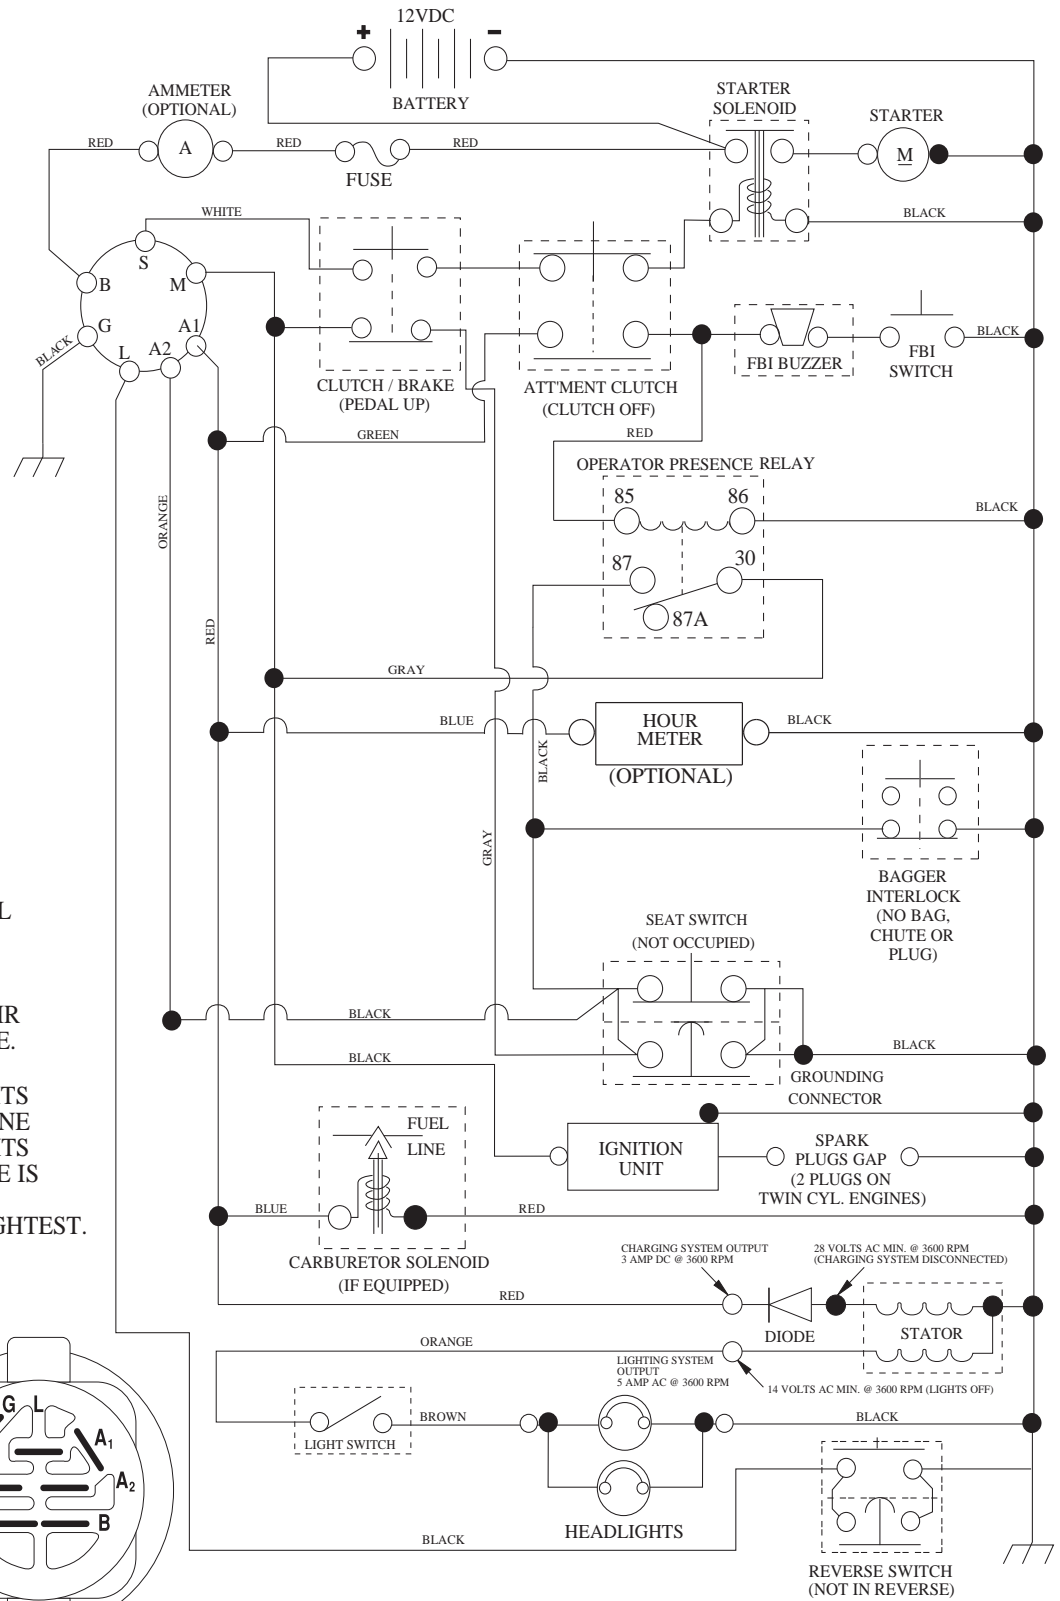 12VDC
+ -
BATTERY
AMMETER
(OPTIONAL)
STARTER
SOLENOID
STARTER
RED
A
RED
FUSE
RED
M
WHITE
BLACK
S
B
M
G
A1
L
A2
BLACK
CLUTCH / BRAKE
(PEDAL UP)
ATT'MENT CLUTCH
(CLUTCH OFF)
FBI BUZZER
FBI
SWITCH
BLACK
GREEN
RED
OPERATOR PRESENCE RELAY
85
86
BLACK
87
30
87A
ORANGE
RED
GRAY
BLUE
HOUR
METER
(OPTIONAL)
BLACK
BLACK
GRAY
BAGGER
INTERLOCK
(NO BAG,
CHUTE OR
PLUG)
SEAT SWITCH
(NOT OCCUPIED)
L
IR
E.
TS
NE
TS
E IS
GHTEST.
BLACK
BLACK
BLACK
GROUNDING
CONNECTOR
FUEL
LINE
IGNITION
UNIT
SPARK
PLUGS GAP
(2 PLUGS ON
TWIN CYL. ENGINES)
BLUE
RED
CARBURETOR SOLENOID
(IF EQUIPPED)
CHARGING SYSTEM OUTPUT
3 AMP DC @ 3600 RPM
28 VOLTS AC MIN. @ 3600 RPM
(CHARGING SYSTEM DISCONNECTED)
RED
DIODE
STATOR
ORANGE
LIGHTING SYSTEM
OUTPUT
5 AMP AC @ 3600 RPM
14 VOLTS AC MIN. @ 3600 RPM (LIGHTS OFF)
LIGHT SWITCH
BROWN
BLACK
HEADLIGHTS
BLACK
REVERSE SWITCH
(NOT IN REVERSE)
G L
A1
A2
B